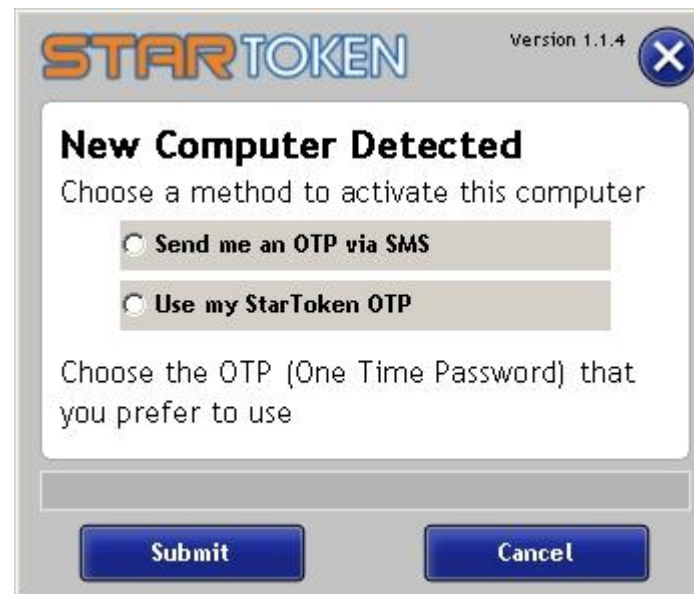 STARTOKEN
Version 1.1.4
New Computer Detected
Choose a method to activate this computer
Send me an OTP via SMS
Use my StarToken OTP
Choose the OTP (One Time Password) that
you prefer to use
Submit
Cancel